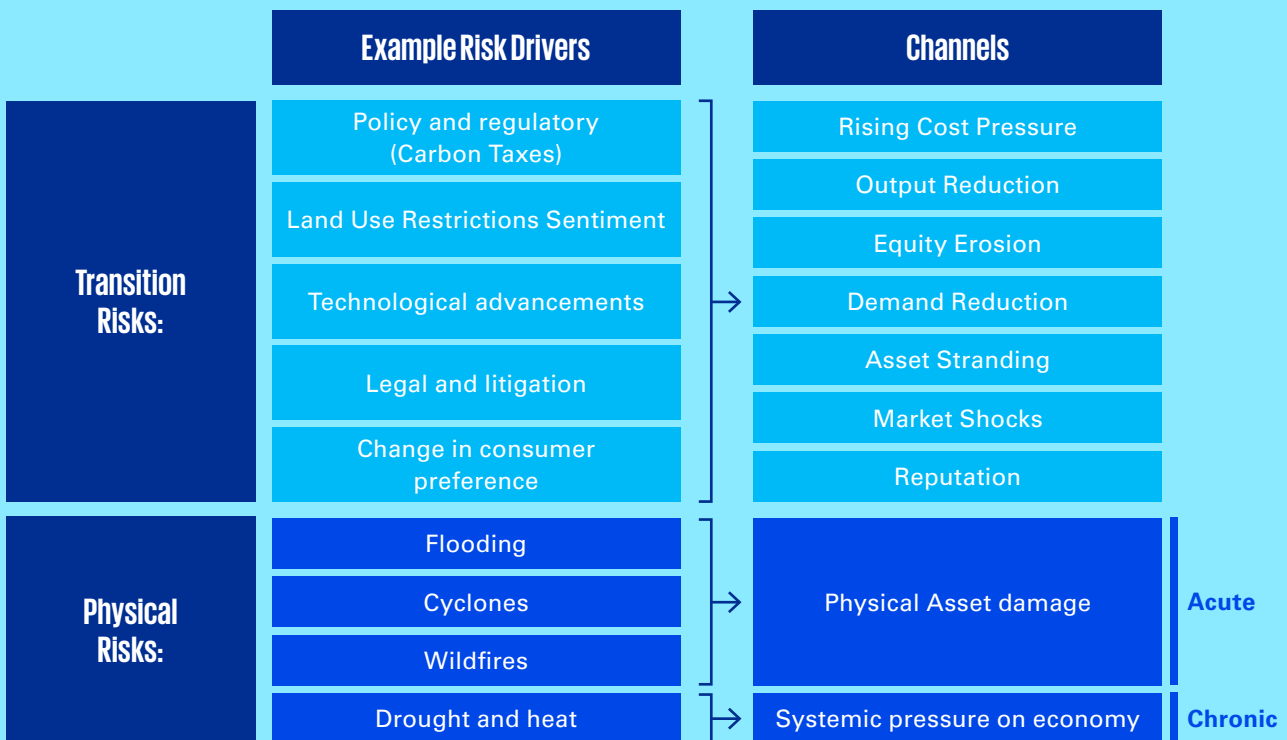 Example Risk Drivers
Channels
Transition
Risks:
Policy and regulatory
(Carbon Taxes)
Land Use Restrictions Sentiment
Technological advancements
Legal and litigation
Change in consumer
preference
Rising Cost Pressure
Output Reduction
Equity Erosion
Demand Reduction
Asset Stranding
Market Shocks
Reputation
Physical
Risks:
Flooding
Cyclones
Wildfires
Drought and heat
Physical Asset damage
Acute
Systemic pressure on economy
Chronic